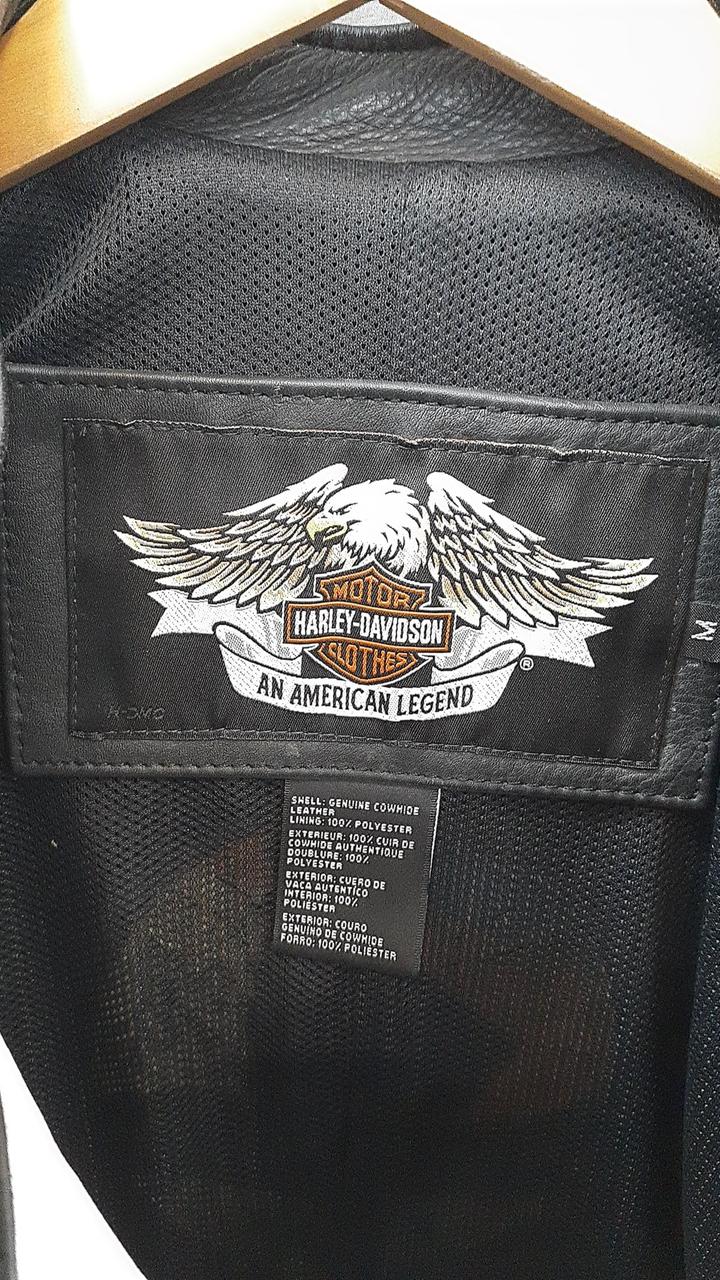 MOTOR
HARLEY-DAVIDSON
CLOTHES
®
AN AMERICAN LEGEND
M
SHELL: GENUINE COWHIDE
LEATHER
LINING: 100% POLYESTER
EXTERIEUR: 100% CUIR DE
COWHIDE AUTHENTIQUE
DOUBLURE: 100%
POLYESTER
EXTERIOR: CUERO DE
VACA AUTENTICO
INTERIOR: 100%
POLIESTER
EXTERIOR: COURO
GENUINO DE COWHIDE
FORRO: 100% POLIESTER